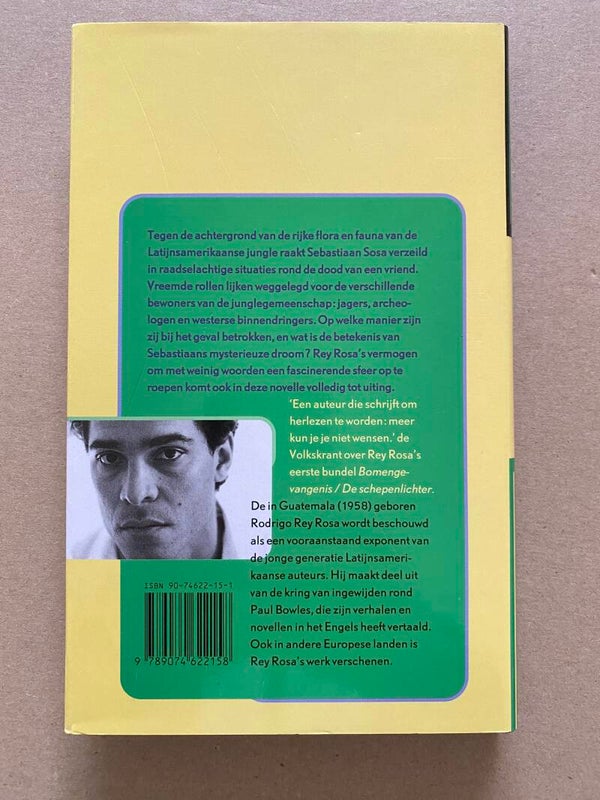 Tegen de achtergrond van de rijke flora en fauna van de
Latijnsamerikaanse jungle raakt Sebastiaan Sosa verzeild
in raadselachtige situaties rond de dood van een vriend.
Vreemde rollen lijken weggelegd voor de verschillende
bewoners van de junglegemeenschap: jagers, archeo-
logen en westerse binnendringers. Op welke manier zijn
zij bij het geval betrokken, en wat is de betekenis van
Sebastiaans mysterieuze droom? Rey Rosa's vermogen
om met weinig woorden een fascinerende sfeer op te
roepen komt ook in deze novelle volledig tot uiting.
'Een auteur die schrijft om
herlezen te worden: meer
kun je je niet wensen.' de
Volkskrant over Rey Rosa's
eerste bundel Bomenge-
vangenis / De schepenlichter.
De in Guatemala (1958) geboren
Rodrigo Rey Rosa wordt beschouwd
als een vooraanstaand exponent van
de jonge generatie Latijnsameri-
kaanse auteurs. Hij maakt deel uit
van de kring van ingewijden rond
Paul Bowles, die zijn verhalen en
novellen in het Engels heeft vertaald.
Ook in andere Europese landen is
Rey Rosa's werk verschenen.
ISBN 90-74622-15-1
9 789074 622158